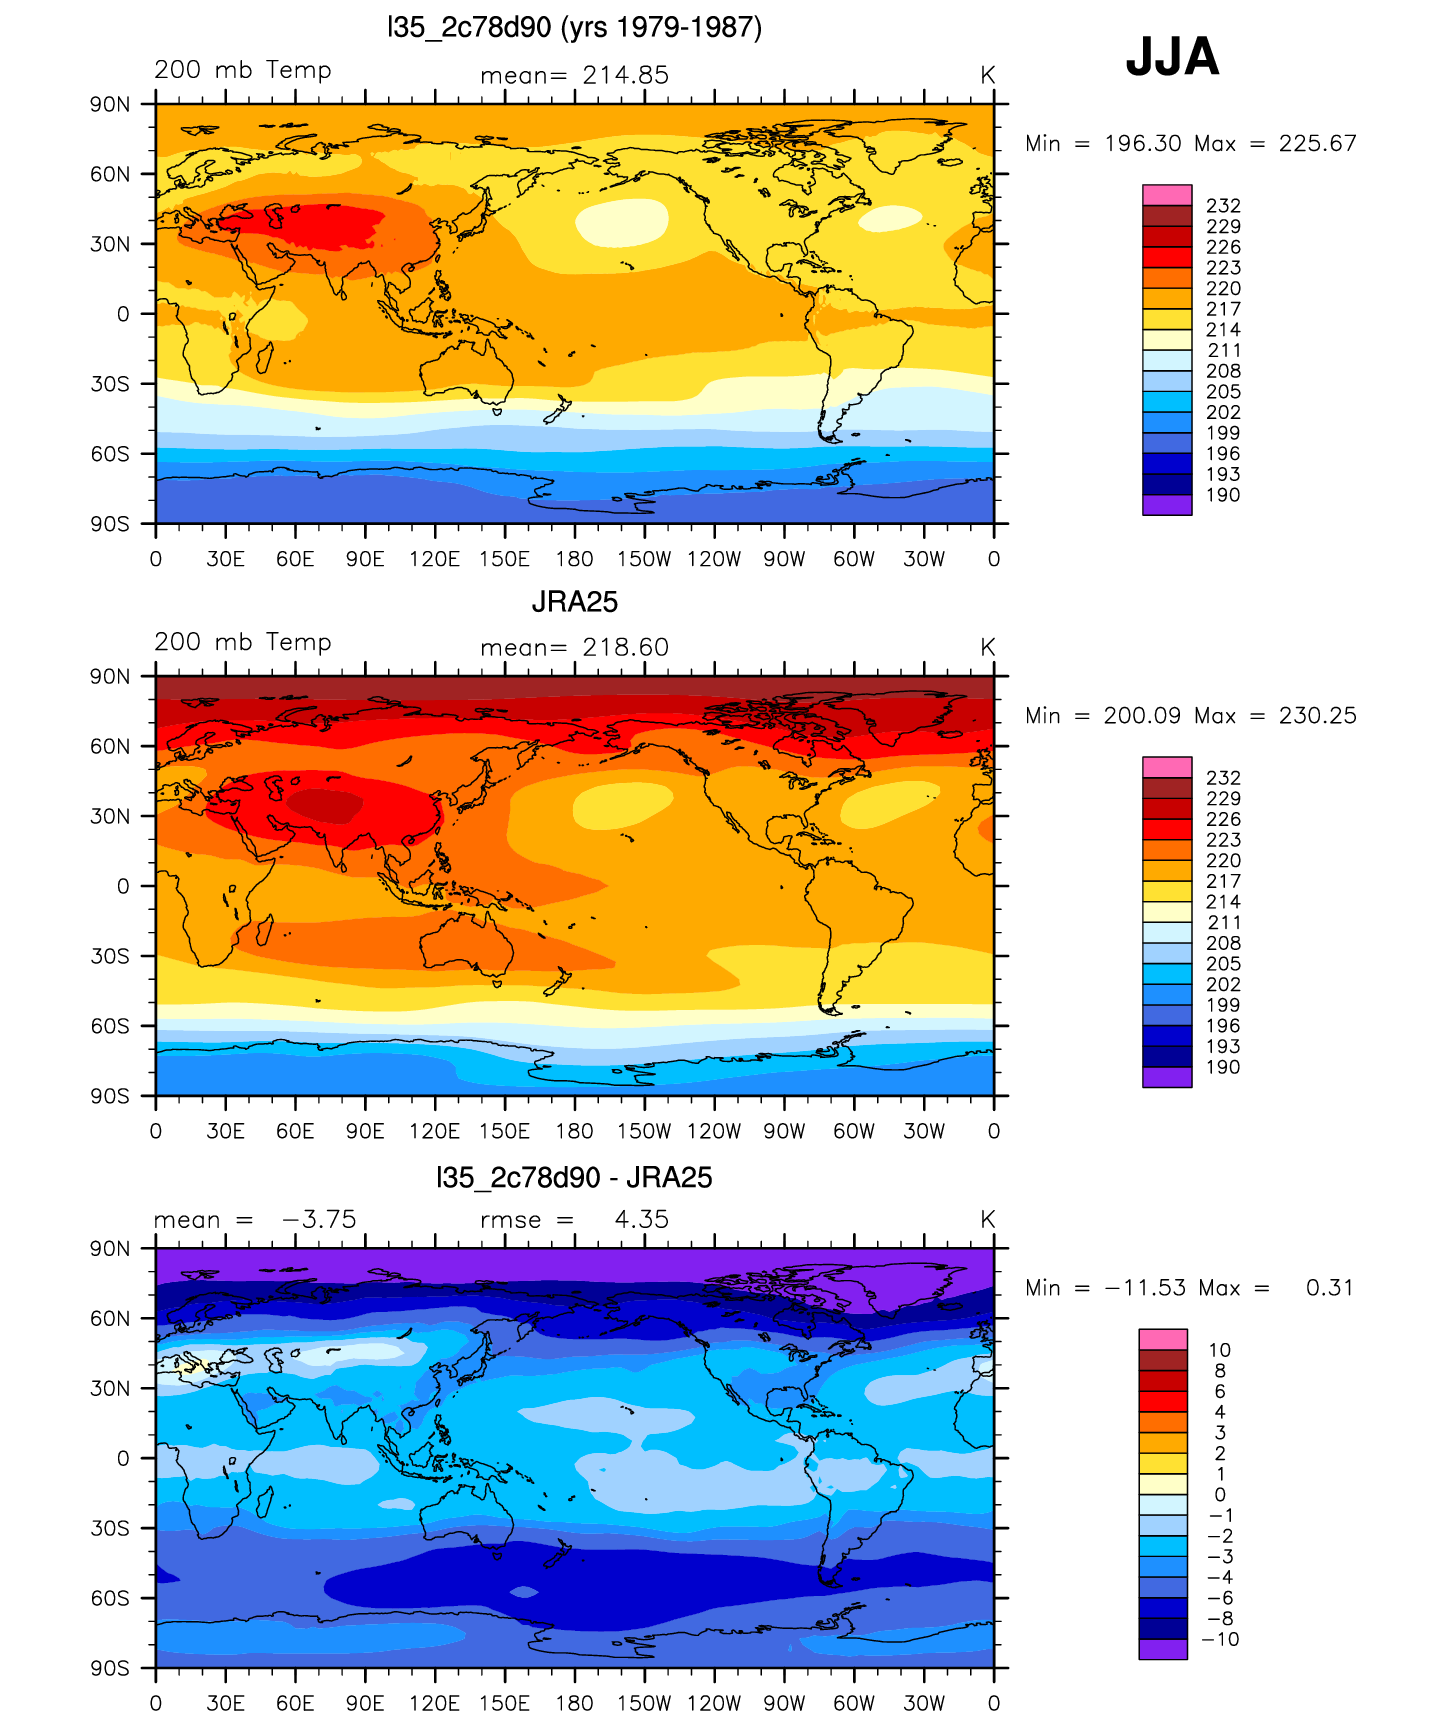 l35_2c78d90 (yrs 1979-1987)
JJA
200 mb Temp mean= 214.85 K
Min = 196.30 Max = 225.67
90N
60N
30N
0
30S
60S
90S
0 30E 60E 90E 120E 150E 180 150W 120W 90W 60W 30W 0
232
229
226
223
220
217
214
211
208
205
202
199
196
193
190
JRA25
200 mb Temp mean= 218.60 K
Min = 200.09 Max = 230.25
90N
60N
30N
0
30S
60S
90S
0 30E 60E 90E 120E 150E 180 150W 120W 90W 60W 30W 0
232
229
226
223
220
217
214
211
208
205
202
199
196
193
190
l35_2c78d90 - JRA25
mean = −3.75 rmse = 4.35 K
Min = −11.53 Max = 0.31
90N
60N
30N
0
30S
60S
90S
0 30E 60E 90E 120E 150E 180 150W 120W 90W 60W 30W 0
10
8
6
4
3
2
1
0
−1
−2
−3
−4
−6
−8
−10